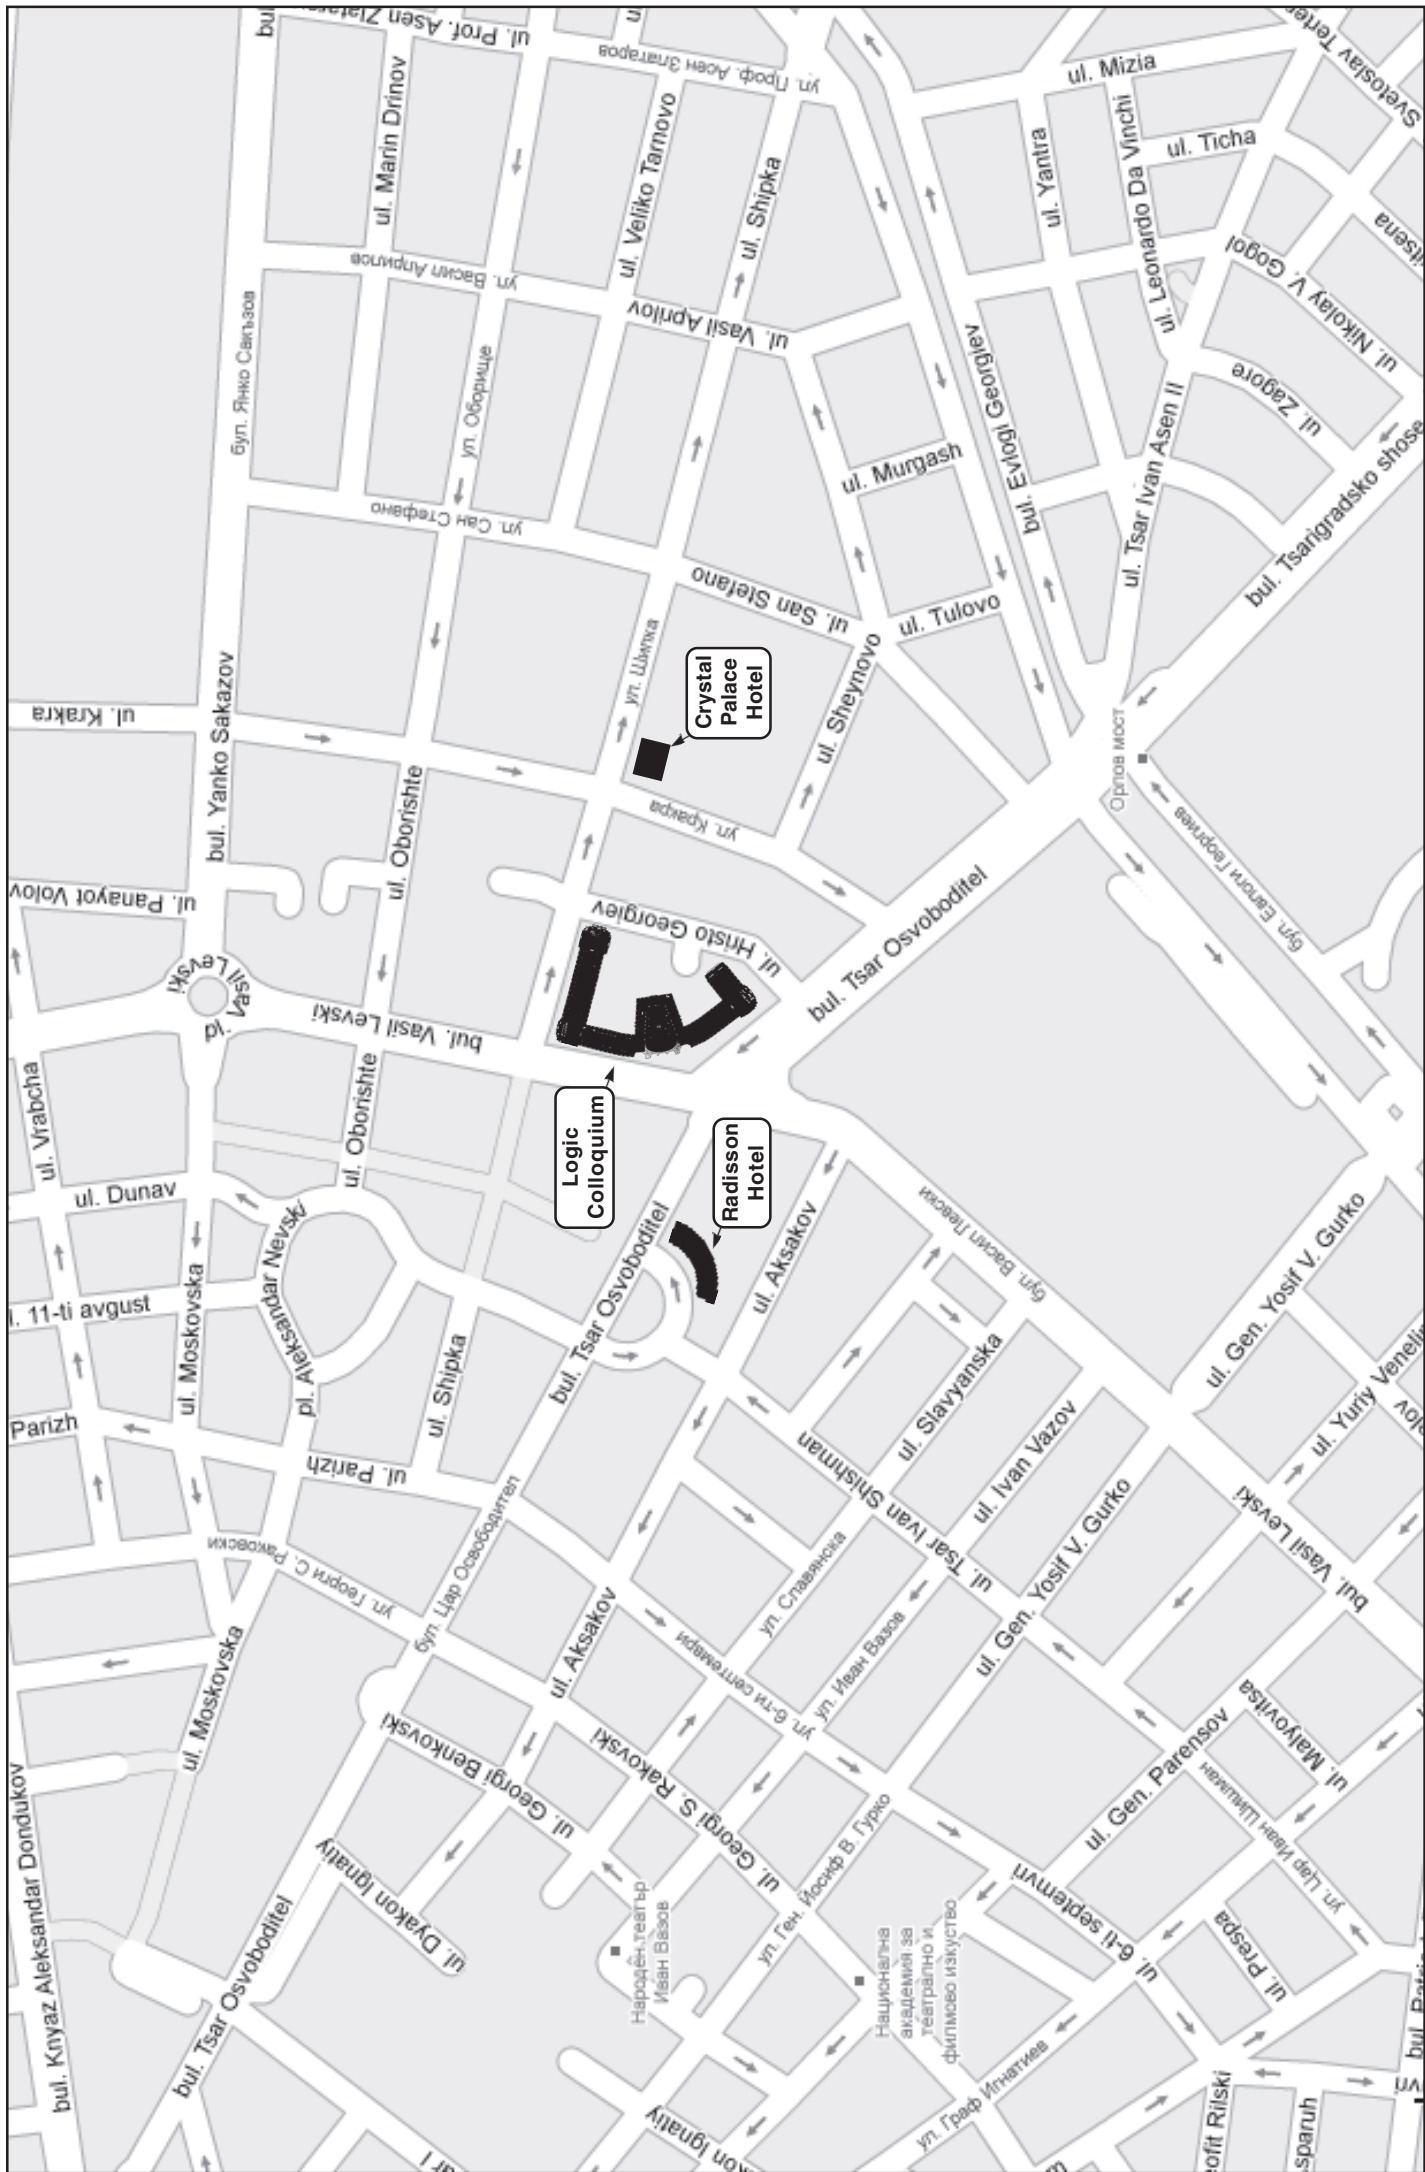 bul
ul. Prof. Asen Zlatar
ul. Marin Drinov
ул. Проф. Асен Златаров
ul. Veliko Tarnovo
ul. Shipka
ul. Mizia
ul. Yantra
ul. Leonardo Da Vinchi
ul. Ticha
Svetoslav Terter
itsena
ul. Nikolay V. Gogol
ul. Zagore
бул. Янко Сакъзов
ул. Васил Априлов
ул. Оборище
ul. Vasil Aprilov
bul. Evlogi Georgiev
ul. Tsar Ivan Asen II
bul. Tsarigradsko shose
ul. Murgash
ул. Сан Стефано
ul. San Stefano
ul. Tulovo
ul. Krakra
bul. Yanko Sakazov
ул. Шипка
Crystal
Palace
Hotel
ul. Sheynovo
Орлов мост
ul. Oborishte
ул. Кракра
бул. Евлоги Георгиев
ul. Panayot Volov
pl. Vasil Levski
bul. Vasil Levski
ul. Hristo Georgiev
bul. Tsar Osvoboditel
ul. Vrabcha
ul. Oborishte
Logic
Colloquium
Radisson
Hotel
ul. Dunav
ul. Aksakov
бул. Васил Левски
l. 11-ti avgust
ul. Moskovska
pl. Aleksandar Nevski
ul. Shipka
bul. Tsar Osvoboditel
ul. Slavyanska
ul. Gen. Yosif V. Gurko
Parizh
ul. Parizh
ul. Tsar Ivan Shishman
ul. Ivan Vazov
ul. Yuriy Veneli
olov
ул. Георги С. Раковски
бул. Цар Освободител
ул. Славянска
ul. Gen. Yosif V. Gurko
bul. Vasil Levski
ul. Moskovska
ul. Aksakov
ул. 6-ти септември
ул. Иван Вазов
ul. Malyovitsa
ul. Gen. Parensov
ул. Цар Иван Шишман
bul. Knyaz Aleksandar Dondukov
ul. Georgi Benkovski
ul. Georgi S. Rakovski
ул. Ген. Йосиф В. Гурко
ul. Dyakon Ignatiy
Народен театър
Иван Вазов
Национална
академия за
театрално и
филмово изкуство
ul. 6-ti septemvri
ul. Prespa
bul. Tsar Osvoboditel
ул. Граф Игнатиев
kon Ignatiy
eofit Rilski
sparuh
vri
ar I